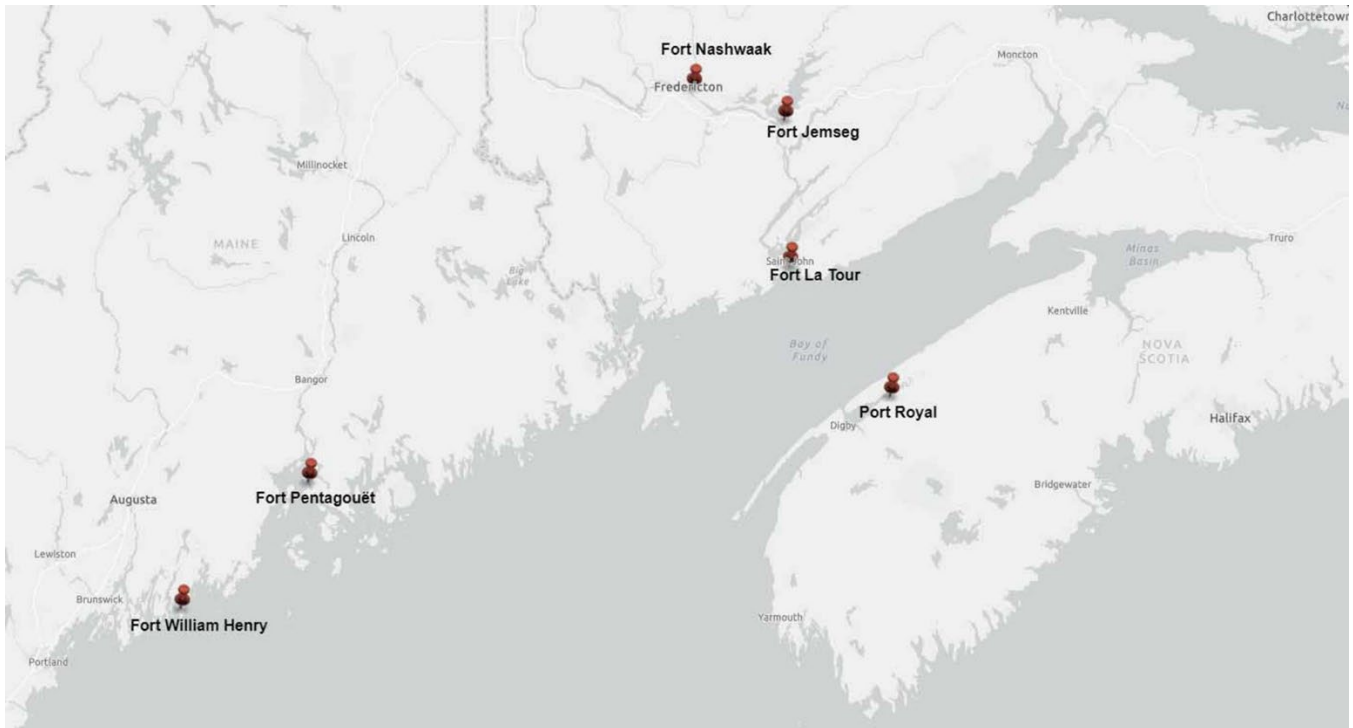 Charlottetown
Fort Nashwaak
Moncton
Fredericton
Fort Jemseg
Millinocket
Lincoln
MAINE
Big
Lake
Saint John
Fort La Tour
Minas
Basin
Truro
Kentville
Bay of
Fundy
NOVA
SCOTIA
Bangor
Port Royal
Digby
Halifax
Fort Pentagouët
Augusta
Bridgewater
Lewiston
Brunswick
Fort William Henry
Yarmouth
Portland